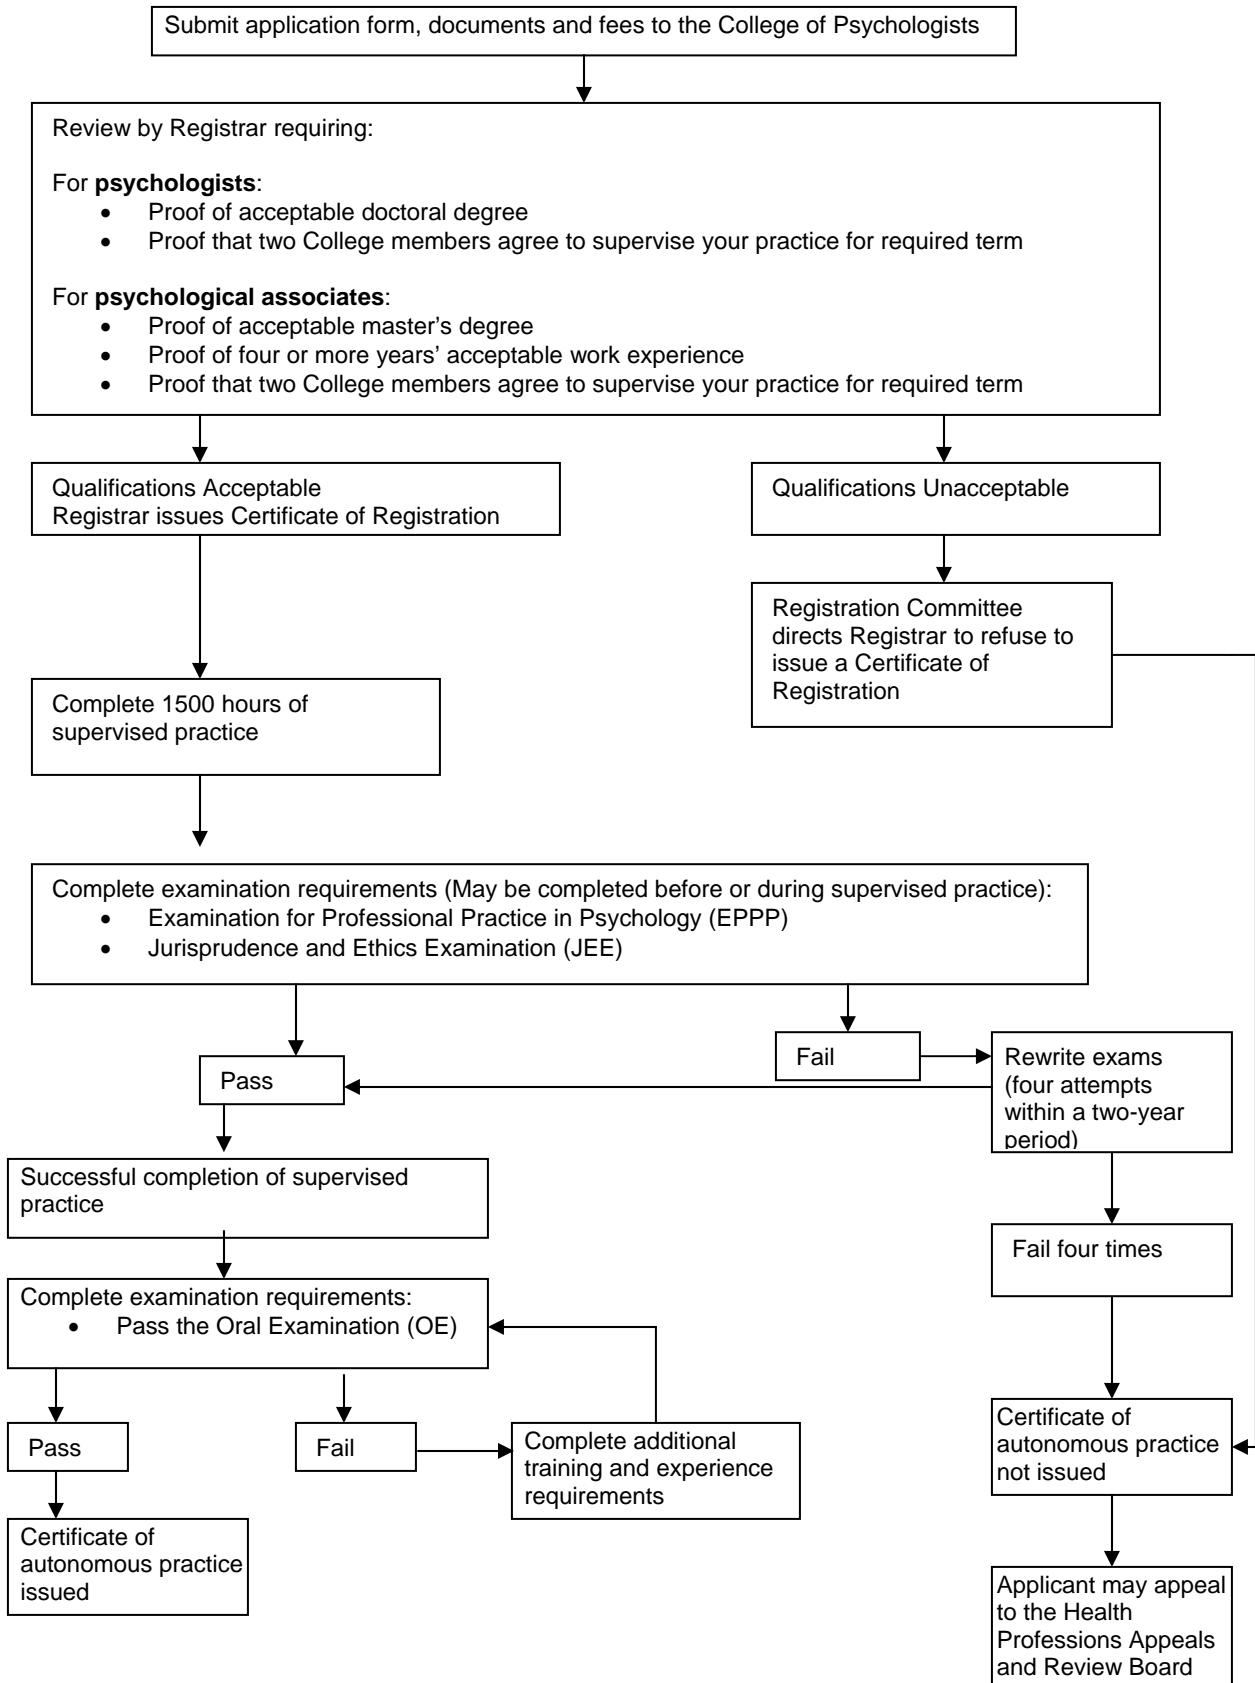 Submit application form, documents and fees to the College of Psychologists
Review by Registrar requiring:
For psychologists:
• Proof of acceptable doctoral degree
• Proof that two College members agree to supervise your practice for required term
For psychological associates:
• Proof of acceptable master's degree
• Proof of four or more years' acceptable work experience
• Proof that two College members agree to supervise your practice for required term
Qualifications Acceptable
Registrar issues Certificate of Registration
Qualifications Unacceptable
Registration Committee
directs Registrar to refuse to
issue a Certificate of
Registration
Complete 1500 hours of
supervised practice
Complete examination requirements (May be completed before or during supervised practice):
• Examination for Professional Practice in Psychology (EPPP)
• Jurisprudence and Ethics Examination (JEE)
Fail
Rewrite exams
(four attempts
within a two-year
period)
Pass
Successful completion of supervised
practice
Fail four times
Complete examination requirements:
• Pass the Oral Examination (OE)
Pass
Fail
Complete additional
training and experience
requirements
Certificate of
autonomous practice
not issued
Certificate of
autonomous practice
issued
Applicant may appeal
to the Health
Professions Appeals
and Review Board